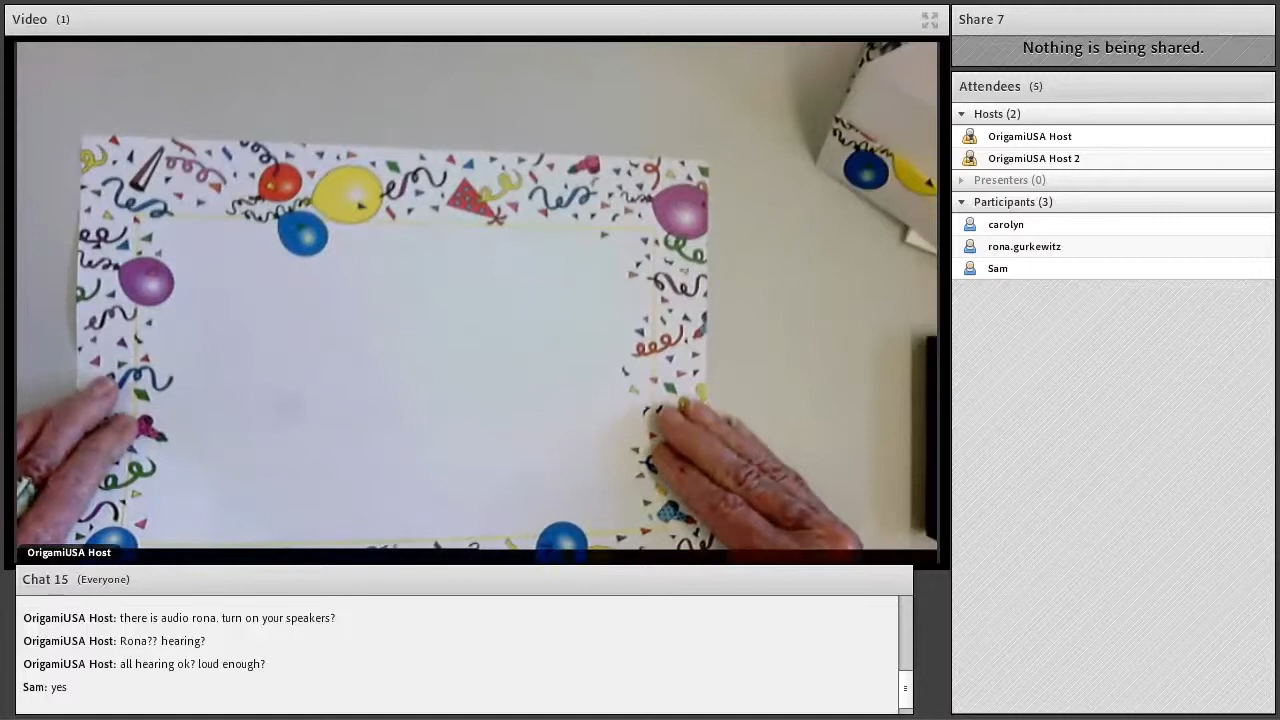 Video (1)
OrigamiUSA Host
Chat 15 (Everyone)
OrigamiUSA Host: there is audio rona. turn on your speakers?
OrigamiUSA Host: Rona?? hearing?
OrigamiUSA Host: all hearing ok? loud enough?
Sam: yes
Share 7
Nothing is being shared.
Attendees (5)
Hosts (2)
OrigamiUSA Host
OrigamiUSA Host 2
Presenters (0)
Participants (3)
carolyn
rona.gurkewitz
Sam